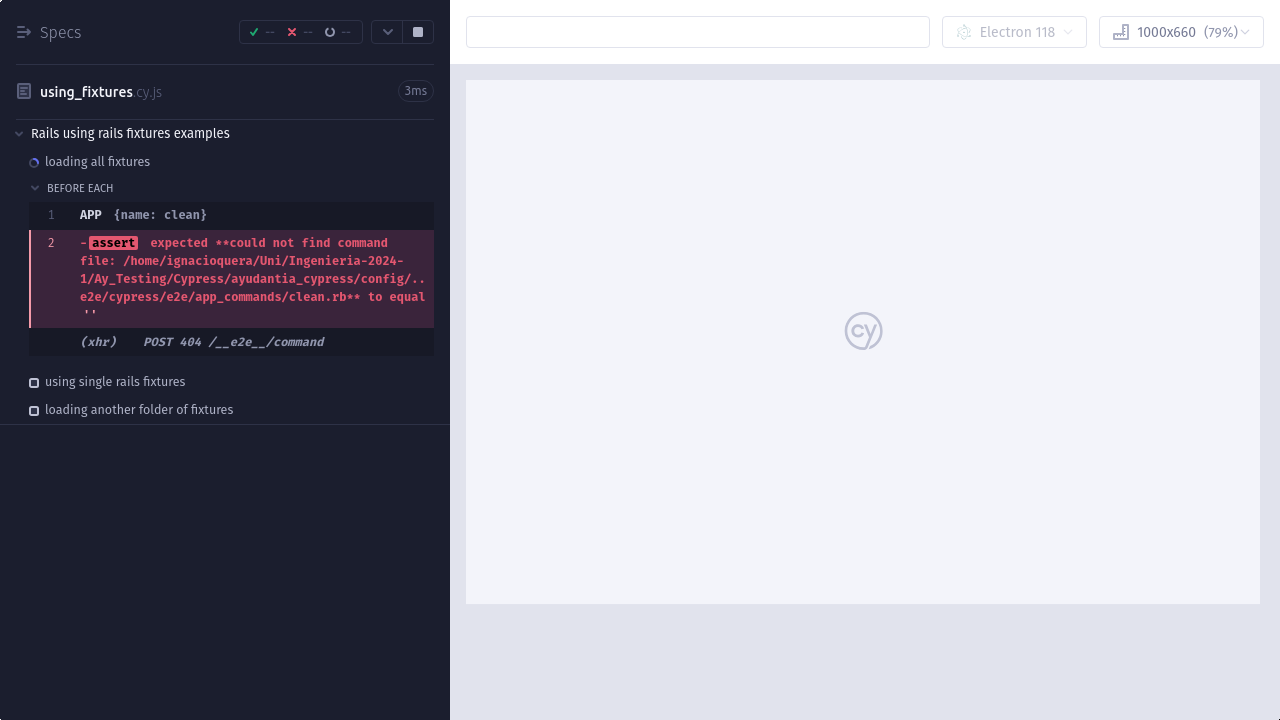 Specs
--
--
--
Electron 118
1000x660 (79%)
using_fixtures.cy.js
3ms
Rails using rails fixtures examples
loading all fixtures
BEFORE EACH
1 APP {name: clean}
2 -assert expected **could not find command
file: /home/ignacioquera/Uni/Ingenieria-2024-
1/Ay_Testing/Cypress/ayudantia_cypress/config/..
e2e/cypress/e2e/app_commands/clean.rb** to equal
''
(xhr) POST 404 /__e2e__/command
using single rails fixtures
loading another folder of fixtures
cy